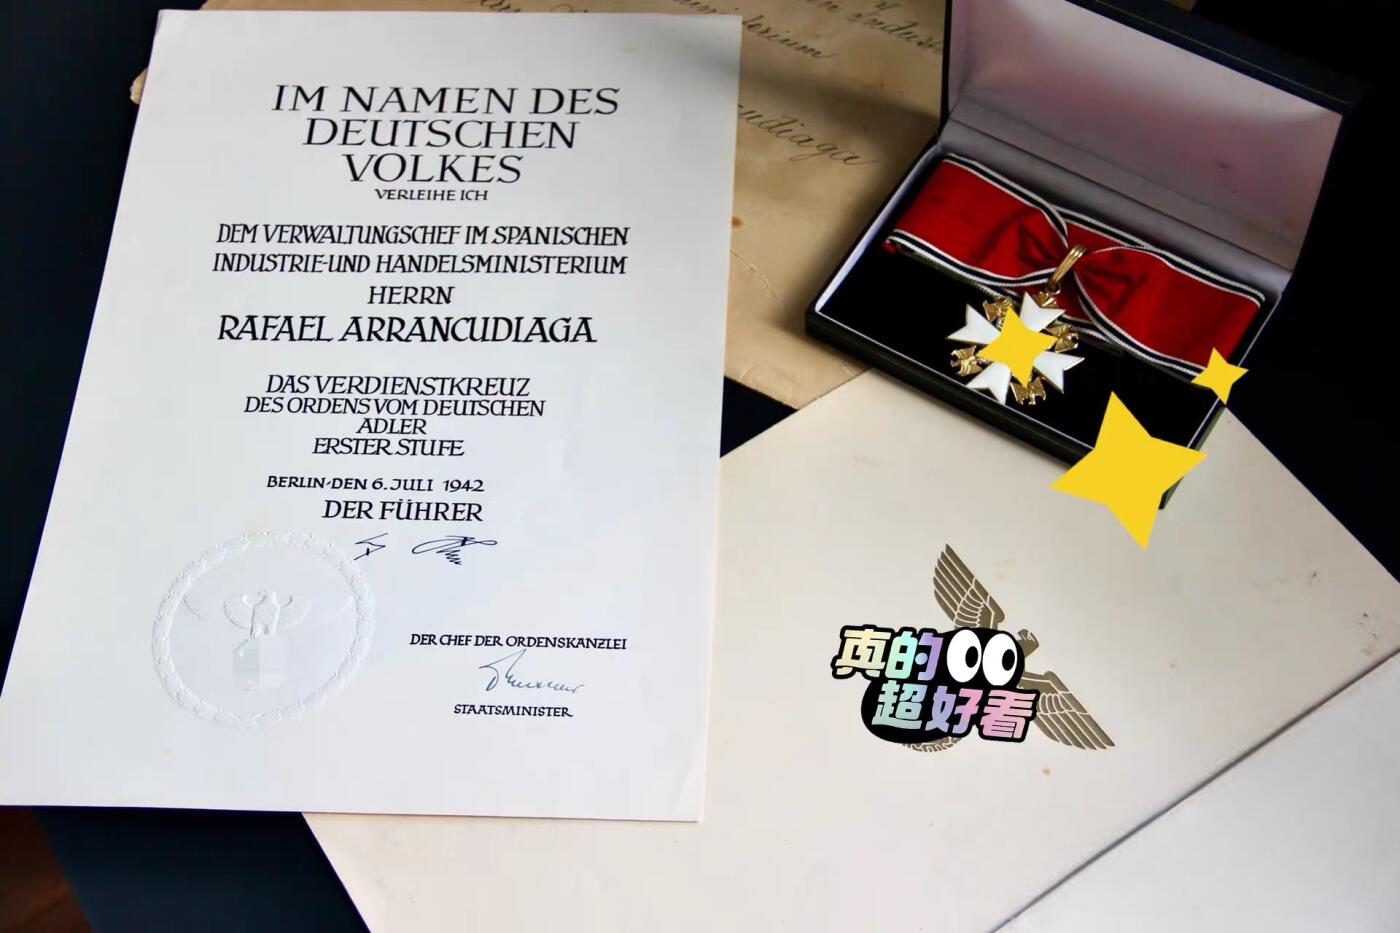 IM NAMEN DES
DEUTSCHEN
VOLKES
VERLEIHE ICH
DEM VERWALTUNGSCHEF IM SPANISCHEN
INDUSTRIE-UND HANDELSMINISTERIUM
HERRN
RAFAEL ARRANCUDIAGA
DAS VERDIENSTKREUZ
DES ORDENS VOM DEUTSCHEN
ADLER
ERSTER STUFE
BERLIN·DEN 6. JULI 1942
DER FÜHRER
DER CHEF DER ORDENSKANZLEI
STAATSMINISTER
真的
超好看